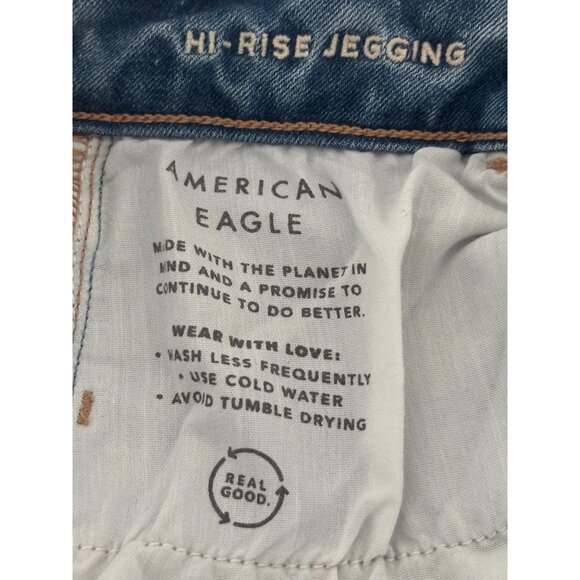 HI-RISE JEGGING
AMERICAN
EAGLE
MADE WITH THE PLANET IN
MIND AND A PROMISE TO
CONTINUE TO DO BETTER.
WEAR WITH LOVE:
• WASH LESS FREQUENTLY
• USE COLD WATER
• AVOID TUMBLE DRYING
REAL
GOOD.